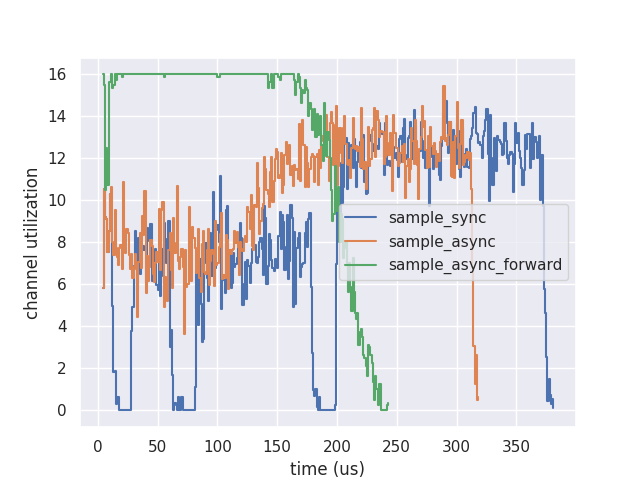 16
14
12
10
8
6
4
2
0
channel utilization
sample_sync
sample_async
sample_async_forward
0 50 100 150 200 250 300 350
time (us)